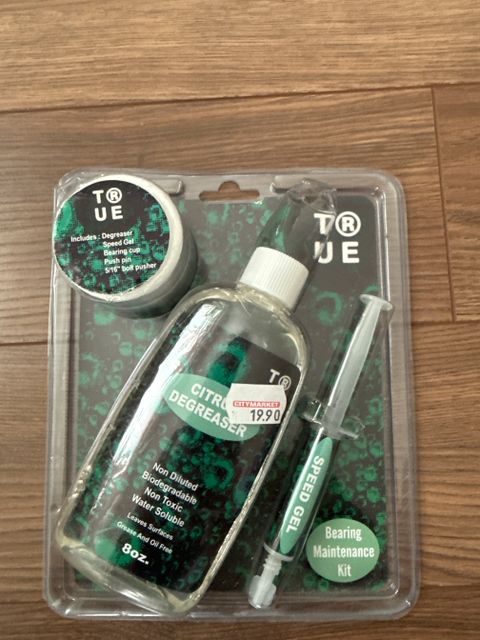 T®
UE
Includes : Degreaser
Speed Gel
Bearing cup
Push pin
5/16" bolt pusher
T®
UE
T®
CITRUS
DEGREASER
CITYMARKET
19.90
Non Diluted
Biodegradable
Non Toxic
Water Soluble
Leaves Surfaces
Grease And Oil Free
8oz.
SPEED GEL
Bearing
Maintenance
Kit